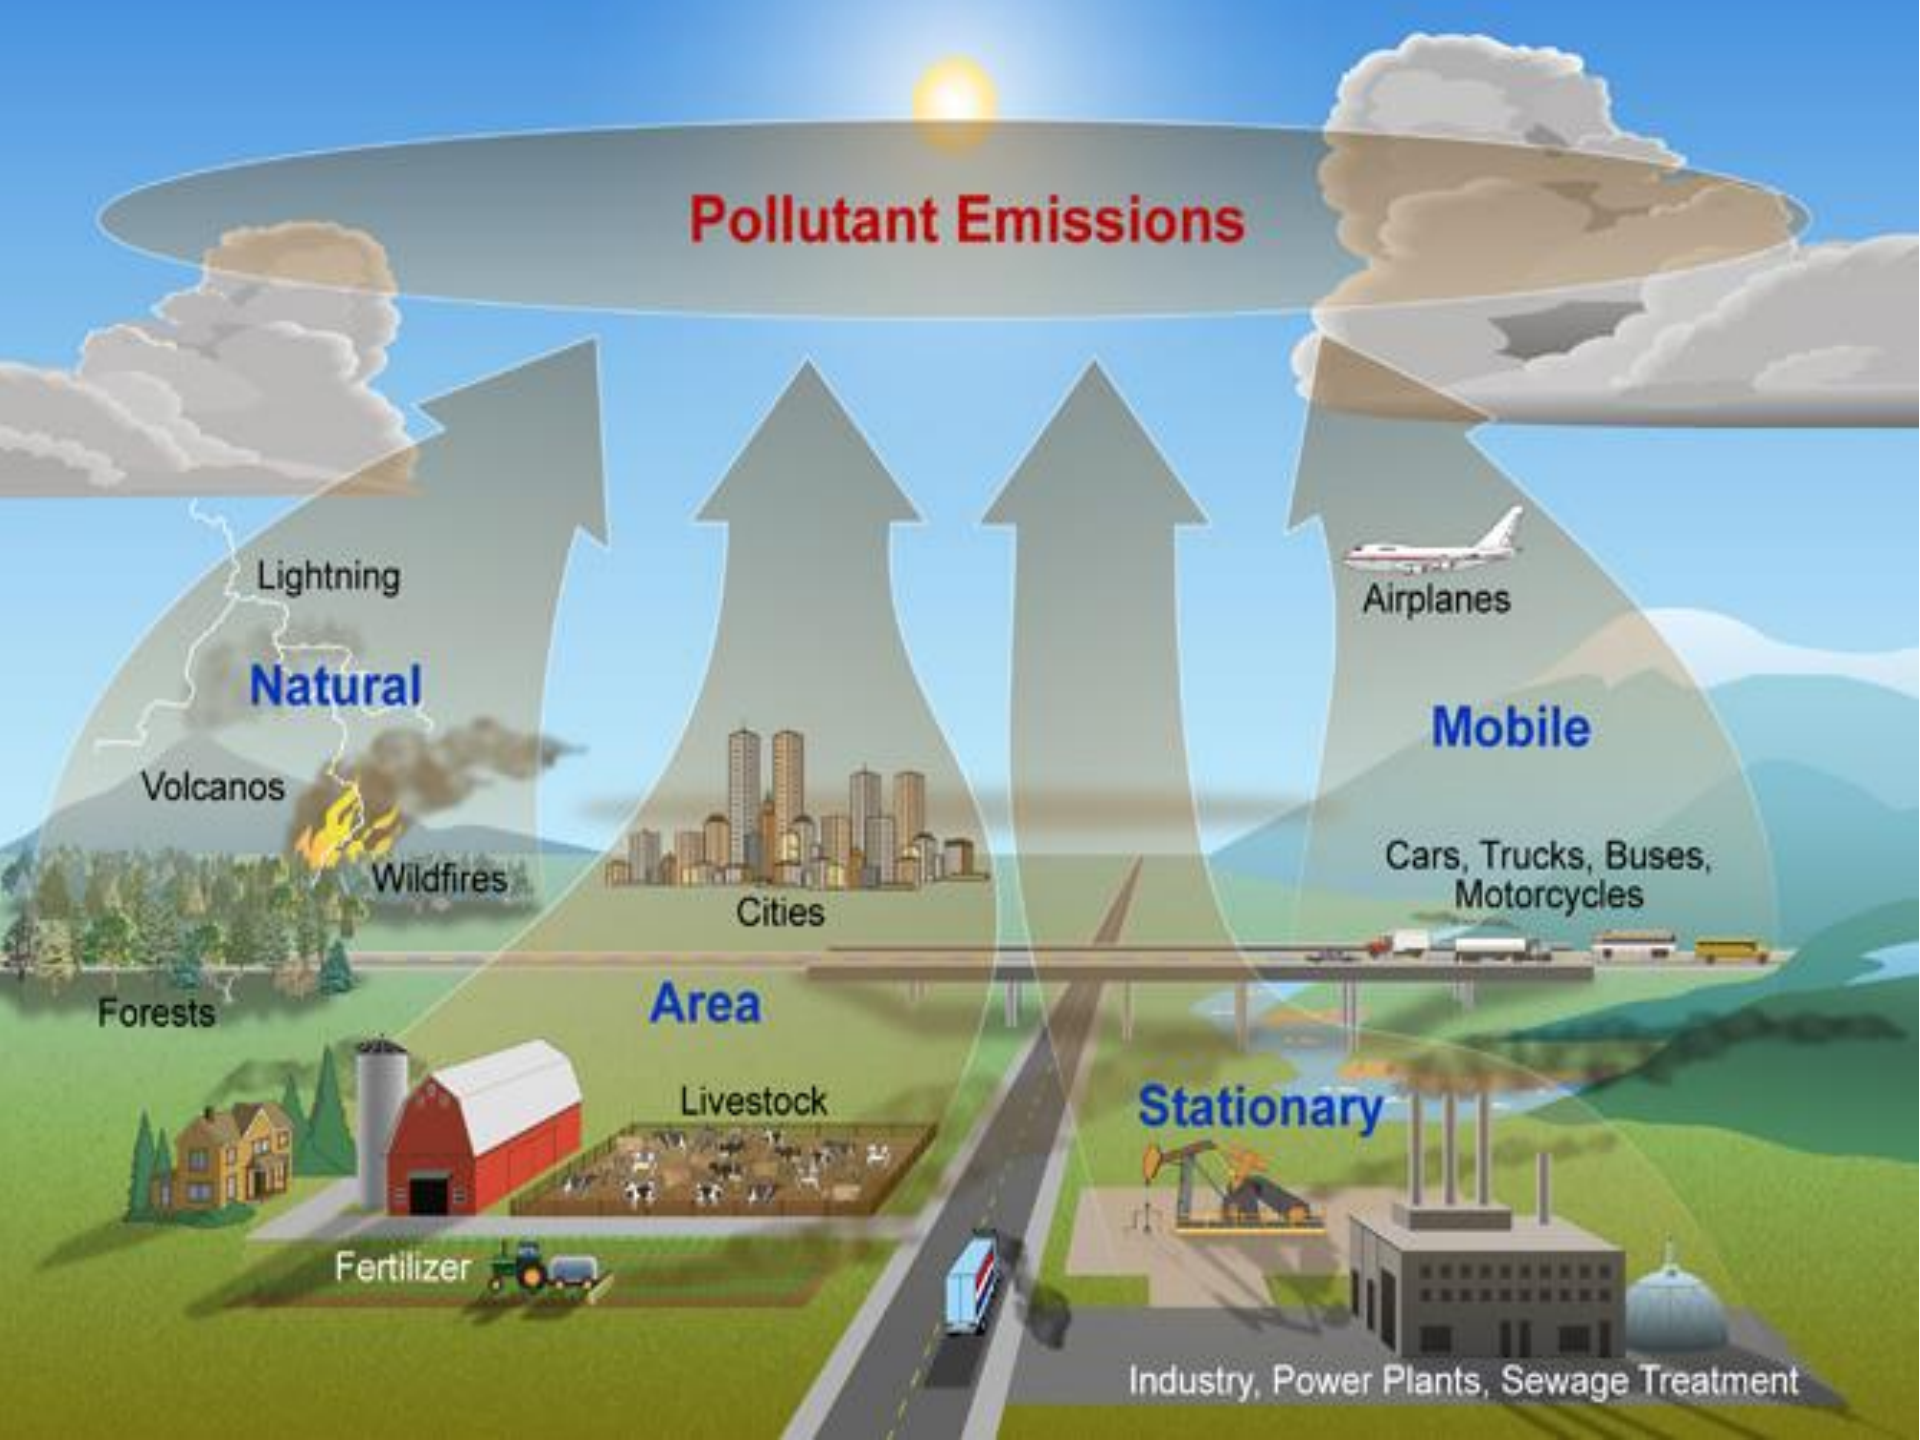 Pollutant Emissions
Lightning
Airplanes
Natural
Mobile
Volcanos
Cars, Trucks, Buses,
Motorcycles
Wildfires
Cities
Area
Forests
Livestock
Stationary
Fertilizer
Industry, Power Plants, Sewage Treatment